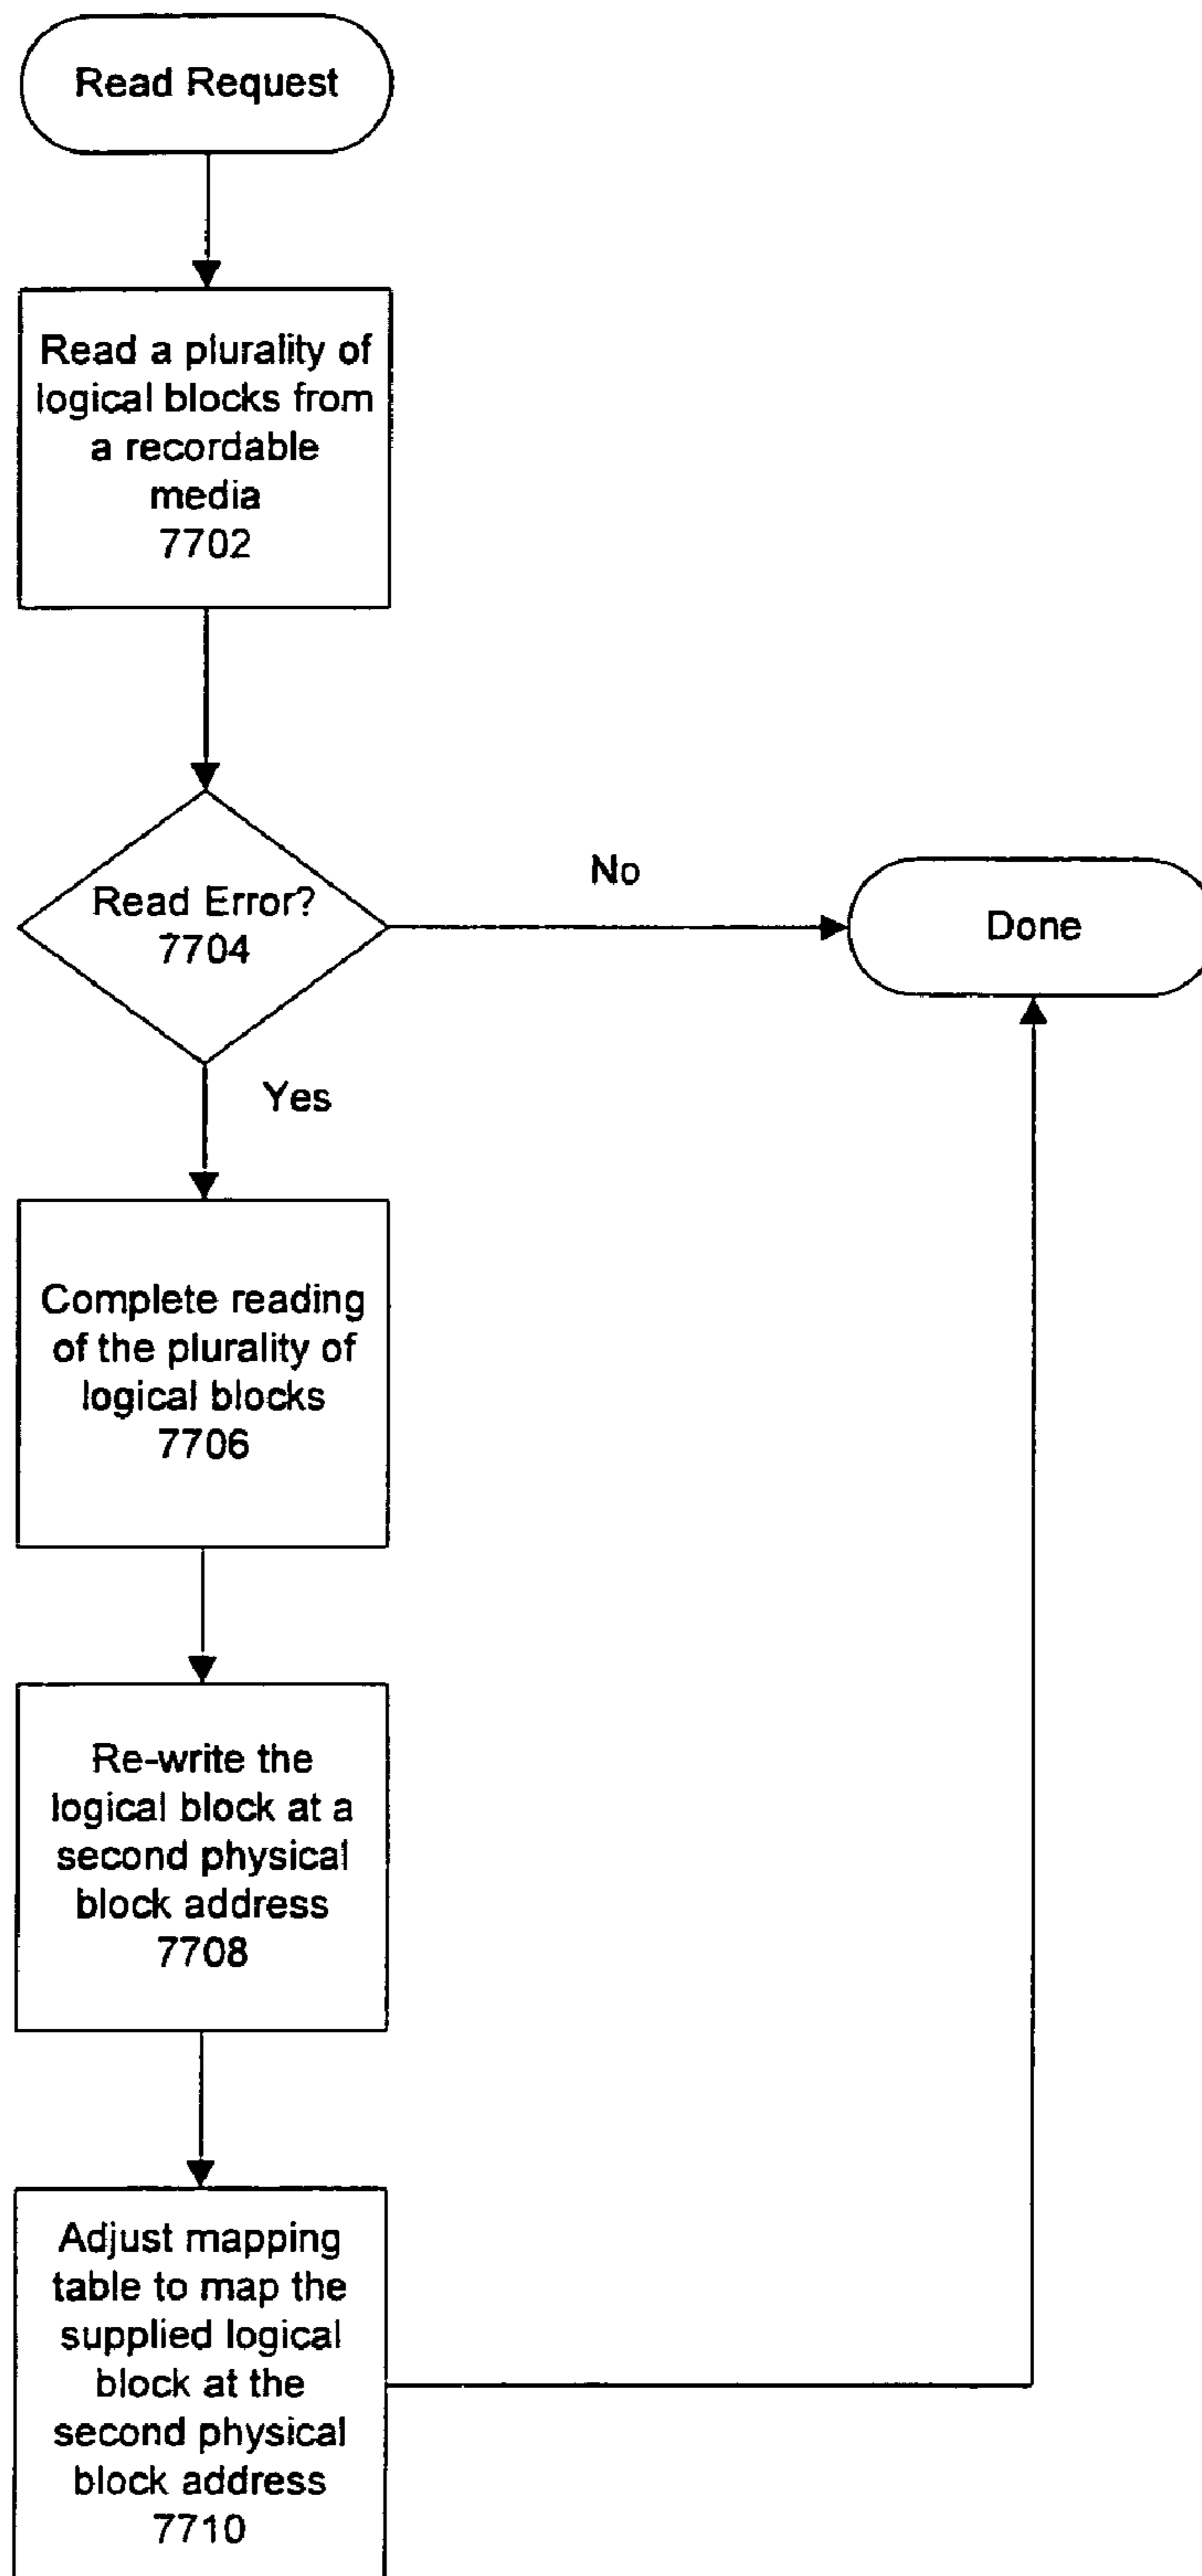 Read Request
Read a plurality of
logical blocks from
a recordable
media
7702
Read Error?
7704
No
Done
Yes
Complete reading
of the plurality of
logical blocks
7706
Re-write the
logical block at a
second physical
block address
7708
Adjust mapping
table to map the
supplied logical
block at the
second physical
block address
7710